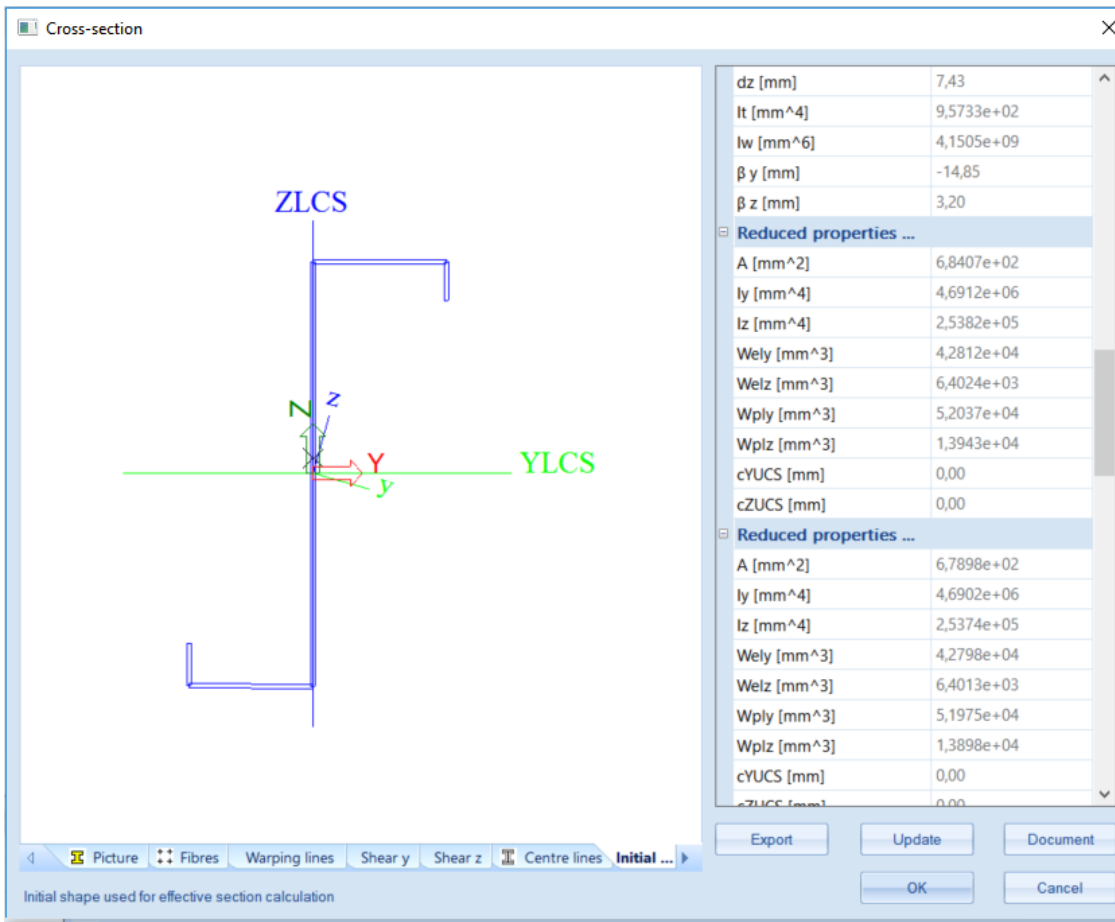 Cross-section
ZLCS
z
N
Y
YLCS
y
dz [mm] 7,43
It [mm^4] 9,5733e+02
Iw [mm^6] 4,1505e+09
β y [mm] -14,85
β z [mm] 3,20
Reduced properties ...
A [mm^2] 6,8407e+02
Iy [mm^4] 4,6912e+06
Iz [mm^4] 2,5382e+05
Wely [mm^3] 4,2812e+04
Welz [mm^3] 6,4024e+03
Wply [mm^3] 5,2037e+04
Wplz [mm^3] 1,3943e+04
cYUCS [mm] 0,00
cZUCS [mm] 0,00
Reduced properties ...
A [mm^2] 6,7898e+02
Iy [mm^4] 4,6902e+06
Iz [mm^4] 2,5374e+05
Wely [mm^3] 4,2798e+04
Welz [mm^3] 6,4013e+03
Wply [mm^3] 5,1975e+04
Wplz [mm^3] 1,3898e+04
cYUCS [mm] 0,00
cZUCS [mm] 0,00
Picture Fibres Warping lines Shear y Shear z Centre lines Initial ...
Initial shape used for effective section calculation
Export Update Document
OK Cancel